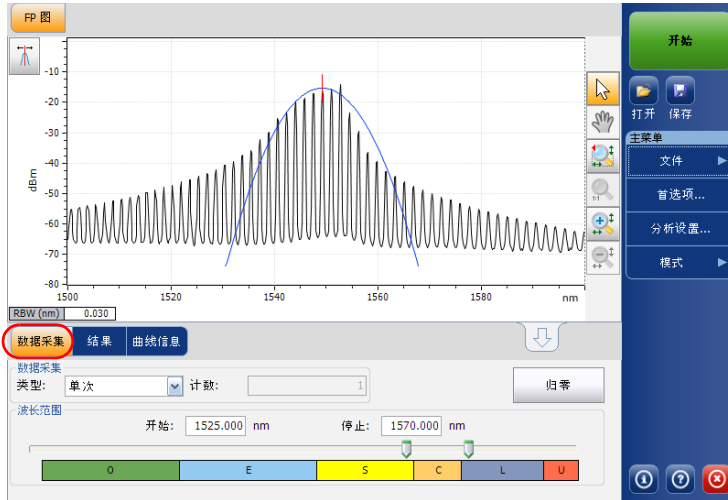 FP 图
开始
打开 保存
主菜单
文件
首选项...
分析设置...
模式
-10
-20
-30
-40
-50
-60
-70
-80
dBm
1:1
1500 1520 1540 1560 1580 nm
RBW (nm) 0.030
数据采集 结果 曲线信息
数据采集
类型: 单次 计数: 1 归零
波长范围
开始: 1525.000 nm 停止: 1570.000 nm
O E S C L U